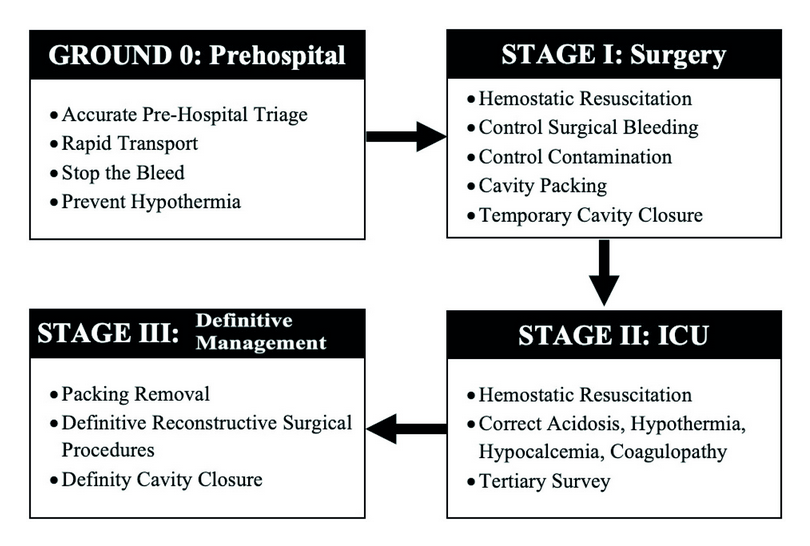 GROUND 0: Prehospital
• Accurate Pre-Hospital Triage
• Rapid Transport
• Stop the Bleed
• Prevent Hypothermia
STAGE I: Surgery
• Hemostatic Resuscitation
• Control Surgical Bleeding
• Control Contamination
• Cavity Packing
• Temporary Cavity Closure
STAGE II: ICU
• Hemostatic Resuscitation
• Correct Acidosis, Hypothermia,
Hypocalcemia, Coagulopathy
• Tertiary Survey
STAGE III: Definitive
Management
• Packing Removal
• Definitive Reconstructive Surgical
Procedures
• Definity Cavity Closure